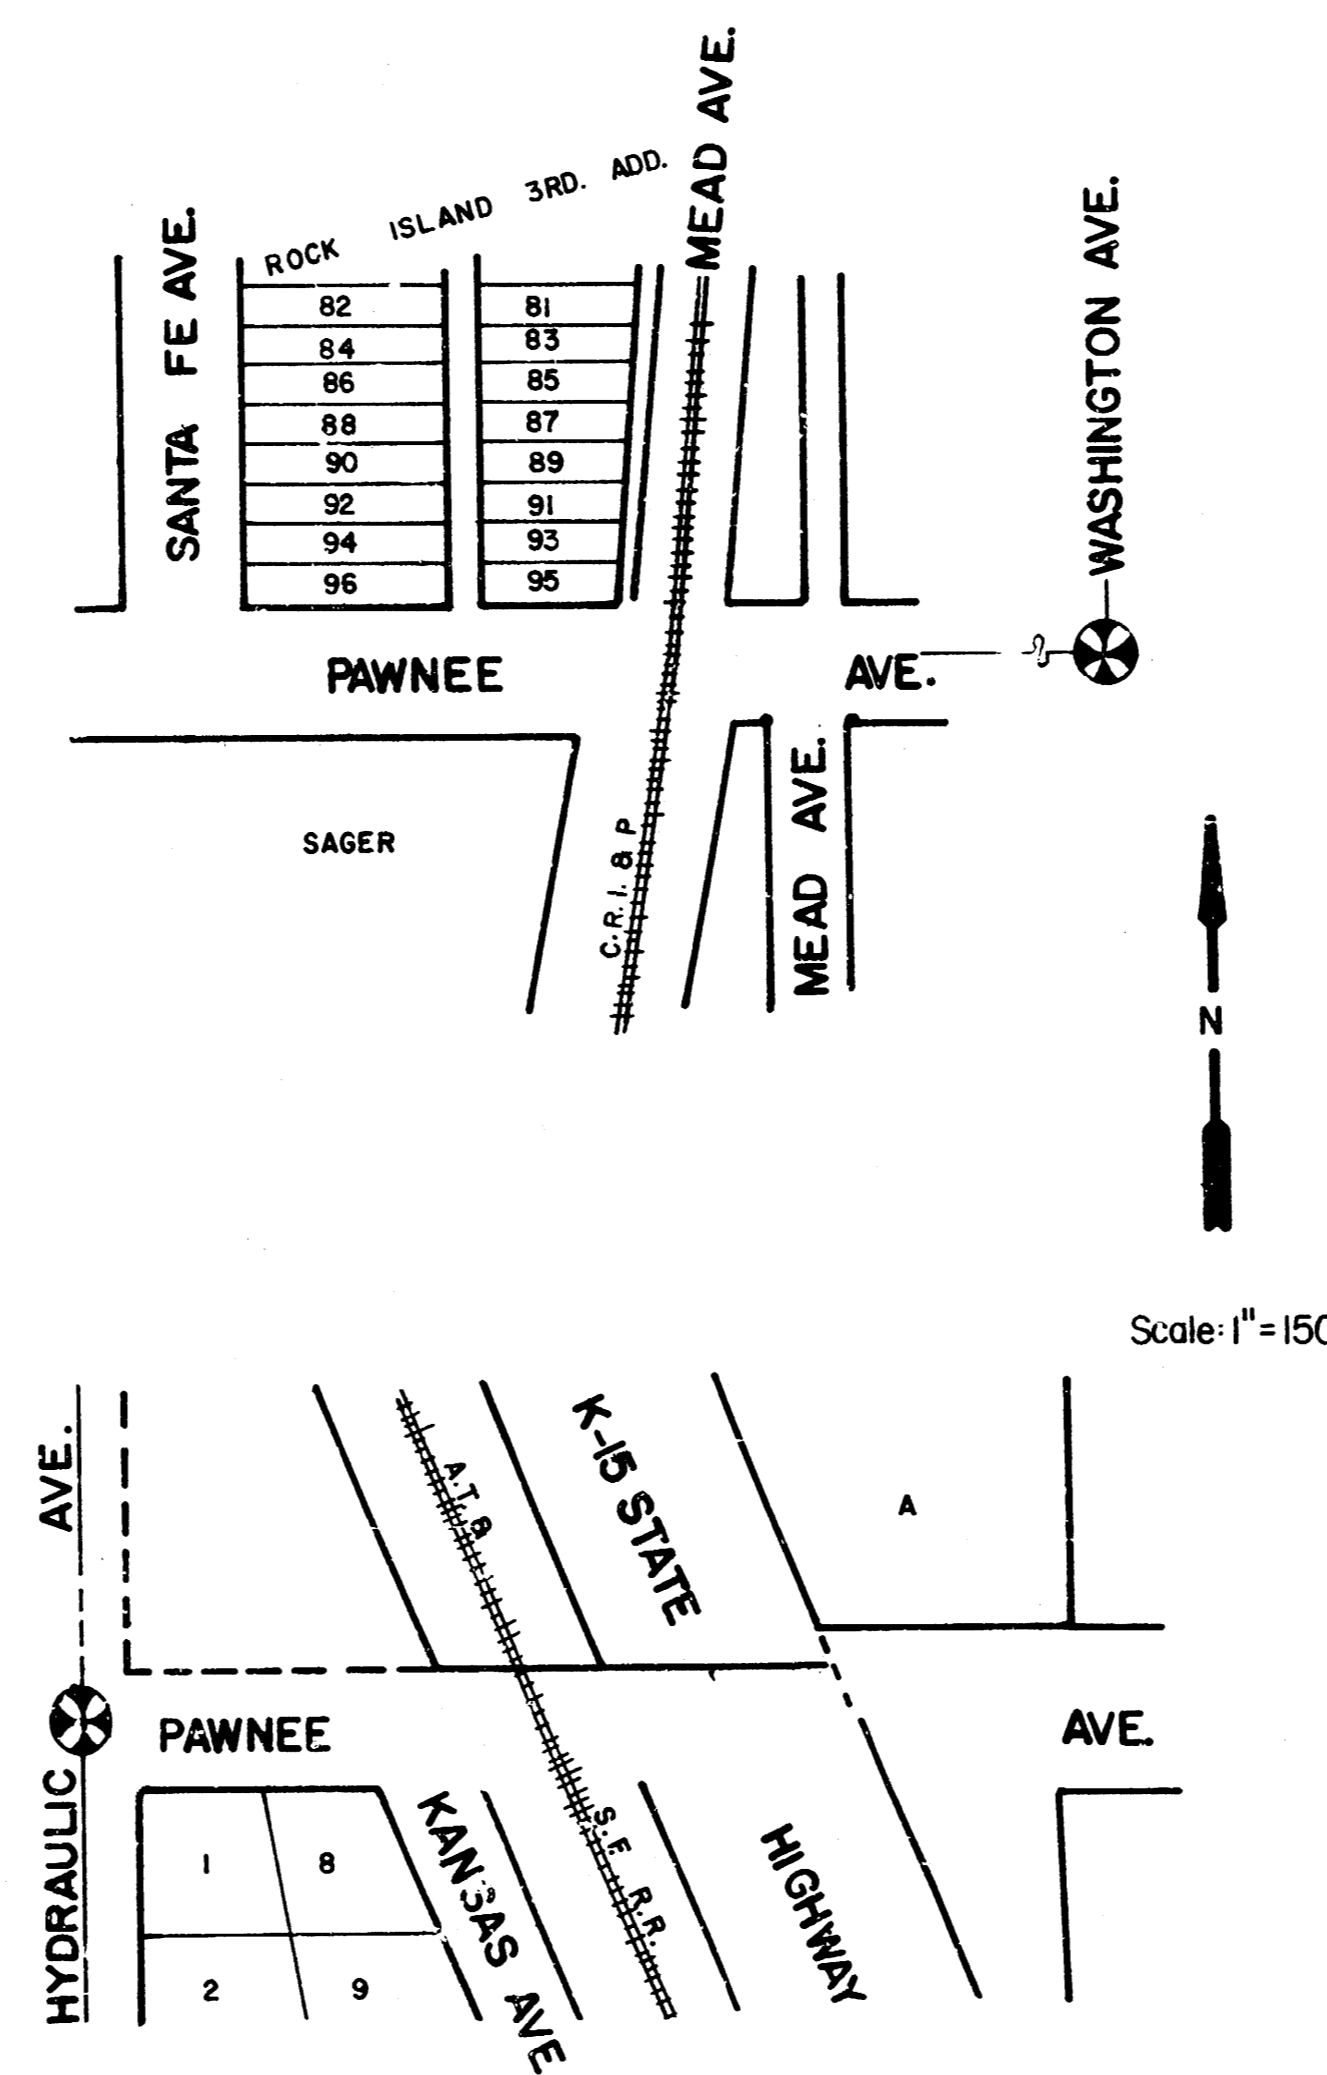 MEAD AVE.
ROCK ISLAND 3RD. ADD.
SANTA FE AVE.
WASHINGTON AVE.
82
81
84
83
86
85
88
87
90
89
92
91
94
93
96
95
PAWNEE AVE.
SAGER
C. R. I. & P
MEAD AVE.
N
Scale: 1"=150
HYDRAULIC AVE.
A.T. & S.F. R.R.
K-15 STATE HIGHWAY
A
PAWNEE AVE.
1
8
2
9
KANSAS AVE